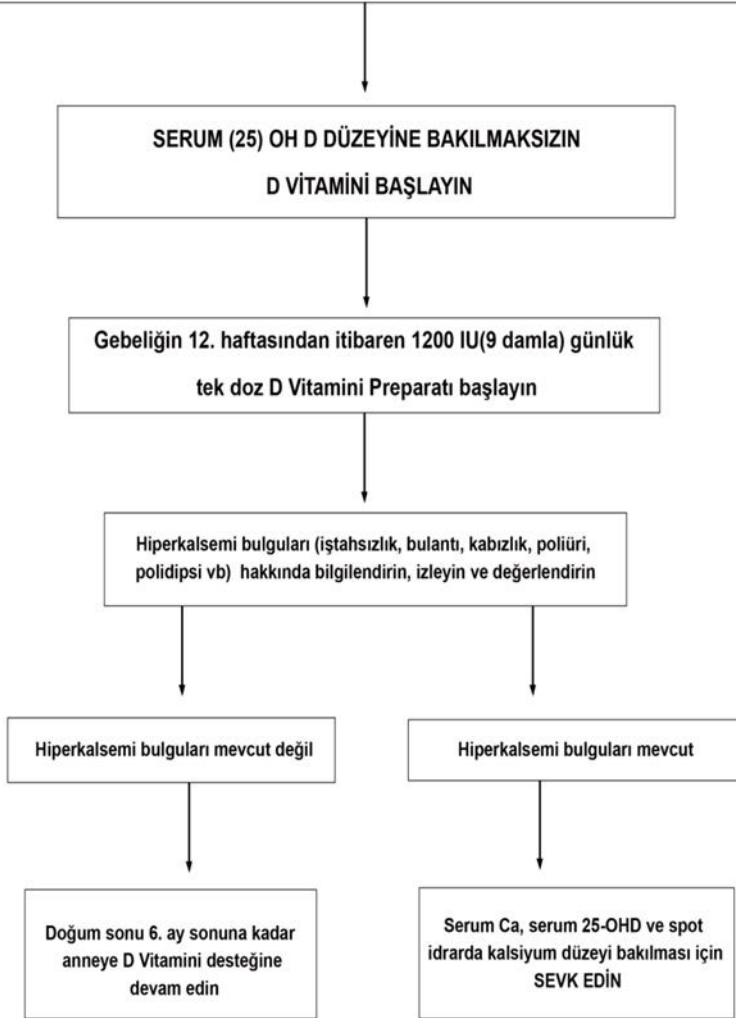 SERUM (25) OH D DÜZEYİNE BAKILMAKSIZIN
D VİTAMİNİ BAŞLAYIN
Gebeliğin 12. haftasından itibaren 1200 IU(9 damla) günlük
tek doz D Vitamini Preparatı başlayın
Hiperkalsemi bulguları (iştahsızlık, bulantı, kabızlık, poliüri,
polidipsi vb) hakkında bilgilendirin, izleyin ve değerlendirin
Hiperkalsemi bulguları mevcut değil
Hiperkalsemi bulguları mevcut
Doğum sonu 6. ay sonuna kadar
anneye D Vitamini desteğine
devam edin
Serum Ca, serum 25-OHD ve spot
idrarda kalsiyum düzeyi bakılması için
SEVK EDİN